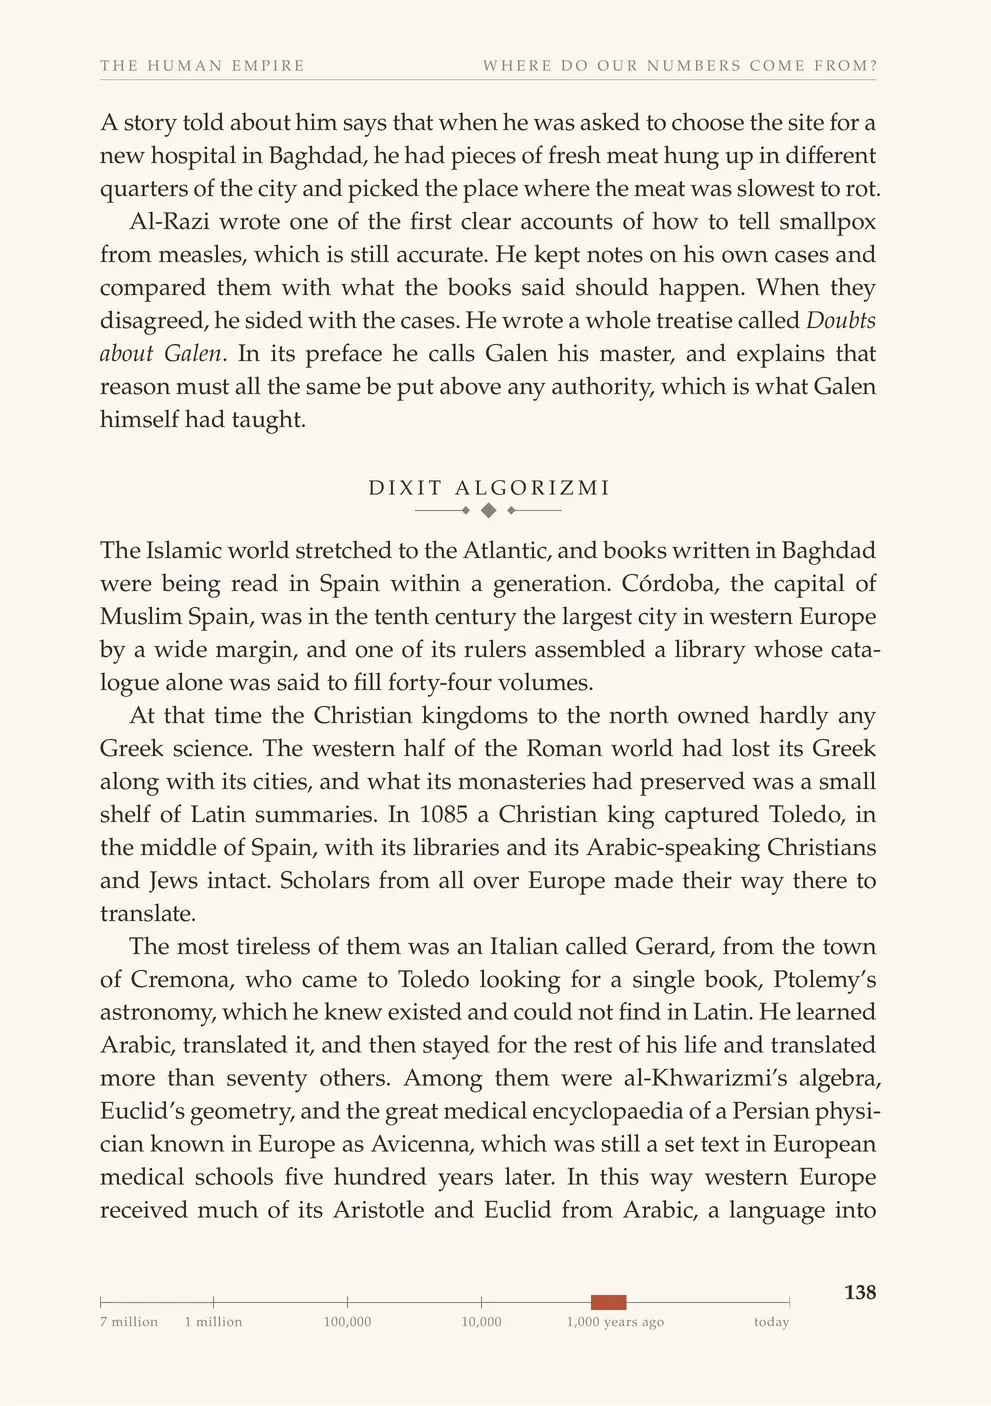 THE HUMAN EMPIRE
WHERE DO OUR NUMBERS COME FROM?
A story told about him says that when he was asked to choose the site for a
new hospital in Baghdad, he had pieces of fresh meat hung up in different
quarters of the city and picked the place where the meat was slowest to rot.
Al-Razi wrote one of the first clear accounts of how to tell smallpox
from measles, which is still accurate. He kept notes on his own cases and
compared them with what the books said should happen. When they
disagreed, he sided with the cases. He wrote a whole treatise called Doubts
about Galen. In its preface he calls Galen his master, and explains that
reason must all the same be put above any authority, which is what Galen
himself had taught.
DIXIT ALGORIZMI
The Islamic world stretched to the Atlantic, and books written in Baghdad
were being read in Spain within a generation. Córdoba, the capital of
Muslim Spain, was in the tenth century the largest city in western Europe
by a wide margin, and one of its rulers assembled a library whose cata-
logue alone was said to fill forty-four volumes.
At that time the Christian kingdoms to the north owned hardly any
Greek science. The western half of the Roman world had lost its Greek
along with its cities, and what its monasteries had preserved was a small
shelf of Latin summaries. In 1085 a Christian king captured Toledo, in
the middle of Spain, with its libraries and its Arabic-speaking Christians
and Jews intact. Scholars from all over Europe made their way there to
translate.
The most tireless of them was an Italian called Gerard, from the town
of Cremona, who came to Toledo looking for a single book, Ptolemy’s
astronomy, which he knew existed and could not find in Latin. He learned
Arabic, translated it, and then stayed for the rest of his life and translated
more than seventy others. Among them were al-Khwarizmi’s algebra,
Euclid’s geometry, and the great medical encyclopaedia of a Persian physi-
cian known in Europe as Avicenna, which was still a set text in European
medical schools five hundred years later. In this way western Europe
received much of its Aristotle and Euclid from Arabic, a language into
138
7 million 1 million 100,000 10,000 1,000 years ago today